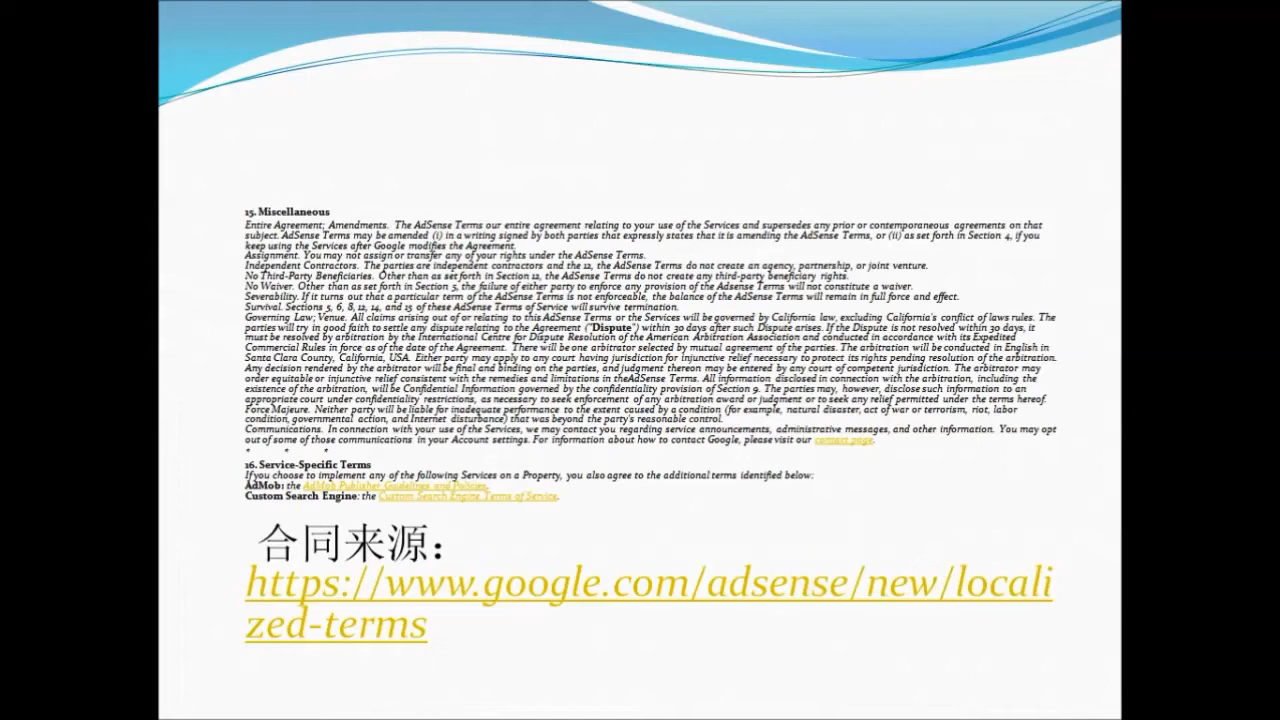 15. Miscellaneous
Entire Agreement; Amendments. The AdSense Terms our entire agreement relating to your use of the Services and supersedes any prior or contemporaneous agreements on that
subject. AdSense Terms may be amended (i) in a writing signed by both parties that expressly states that it is amending the AdSense Terms, or (ii) as set forth in Section 4, if you
keep using the Services after Google modifies the Agreement.
Assignment. You may not assign or transfer any of your rights under the AdSense Terms.
Independent Contractors. The parties are independent contractors and the 12, the AdSense Terms do not create an agency, partnership, or joint venture.
No Third-Party Beneficiaries. Other than as set forth in Section 12, the AdSense Terms do not create any third-party beneficiary rights.
No Waiver. Other than as set forth in Section 5, the failure of either party to enforce any provision of the Adsense Terms will not constitute a waiver.
Severability. If it turns out that a particular term of the AdSense Terms is not enforceable, the balance of the AdSense Terms will remain in full force and effect.
Survival. Sections 5, 6, 8, 12, 14, and 15 of these AdSense Terms of Service will survive termination.
Governing Law; Venue. All claims arising out of or relating to this AdSense Terms or the Services will be governed by California law, excluding California's conflict of laws rules. The
parties will try in good faith to settle any dispute relating to the Agreement ("Dispute") within 30 days after such Dispute arises. If the Dispute is not resolved within 30 days, it
must be resolved by arbitration by the International Centre for Dispute Resolution of the American Arbitration Association and conducted in accordance with its Expedited
Commercial Rules in force as of the date of the Agreement. There will be one arbitrator selected by mutual agreement of the parties. The arbitration will be conducted in English in
Santa Clara County, California, USA. Either party may apply to any court having jurisdiction for injunctive relief necessary to protect its rights pending resolution of the arbitration.
Any decision rendered by the arbitrator will be final and binding on the parties, and judgment thereon may be entered by any court of competent jurisdiction. The arbitrator may
order equitable or injunctive relief consistent with the remedies and limitations in theAdSense Terms. All information disclosed in connection with the arbitration, including the
existence of the arbitration, will be Confidential Information governed by the confidentiality provision of Section 9. The parties may, however, disclose such information to an
appropriate court under confidentiality restrictions, as necessary to seek enforcement of any arbitration award or judgment or to seek any relief permitted under the terms hereof.
Force Majeure. Neither party will be liable for inadequate performance to the extent caused by a condition (for example, natural disaster, act of war or terrorism, riot, labor
condition, governmental action, and Internet disturbance) that was beyond the party's reasonable control.
Communications. In connection with your use of the Services, we may contact you regarding service announcements, administrative messages, and other information. You may opt
out of some of those communications in your Account settings. For information about how to contact Google, please visit our contact page.
* * *
16. Service-Specific Terms
If you choose to implement any of the following Services on a Property, you also agree to the additional terms identified below:
AdMob: the AdMob Publisher Guidelines and Policies.
Custom Search Engine: the Custom Search Engine Terms of Service.
合同来源：
https://www.google.com/adsense/new/locali
zed-terms